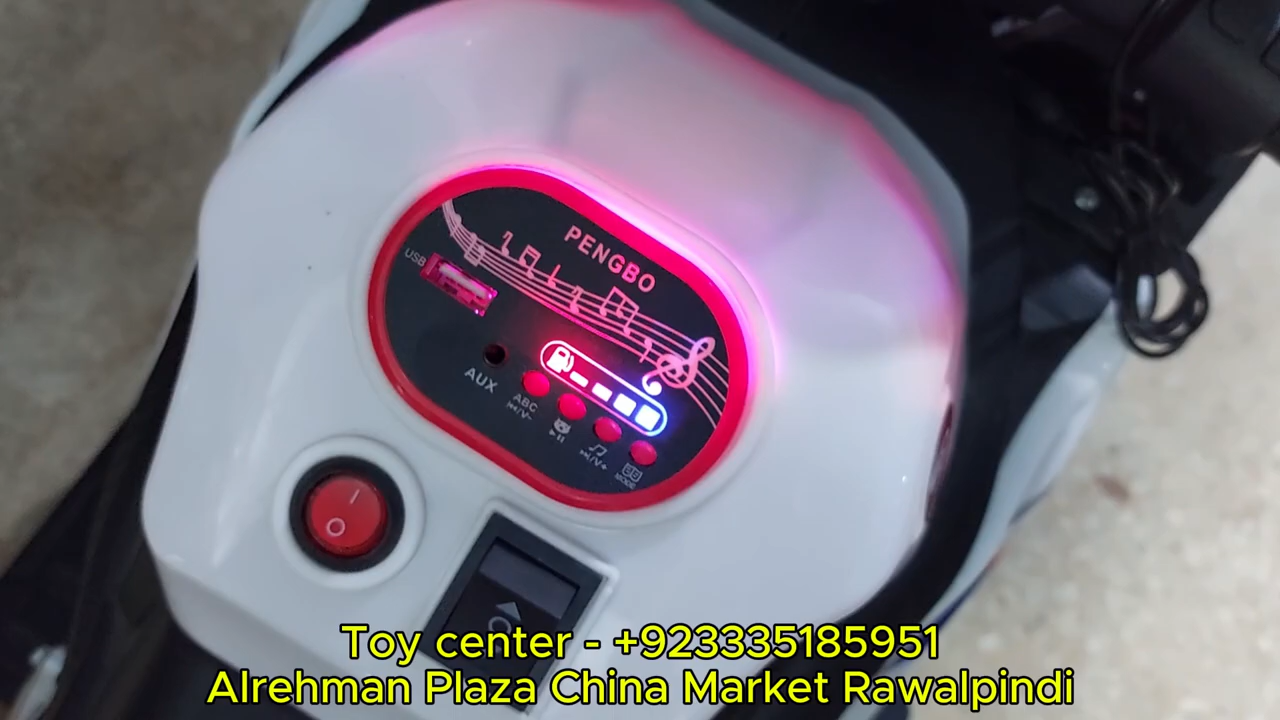 PENGBO
USB
AUX
ABC
⏮/V-
⏯
⏭/V+
MODE
Toy center - +923335185951
Alrehman Plaza China Market Rawalpindi